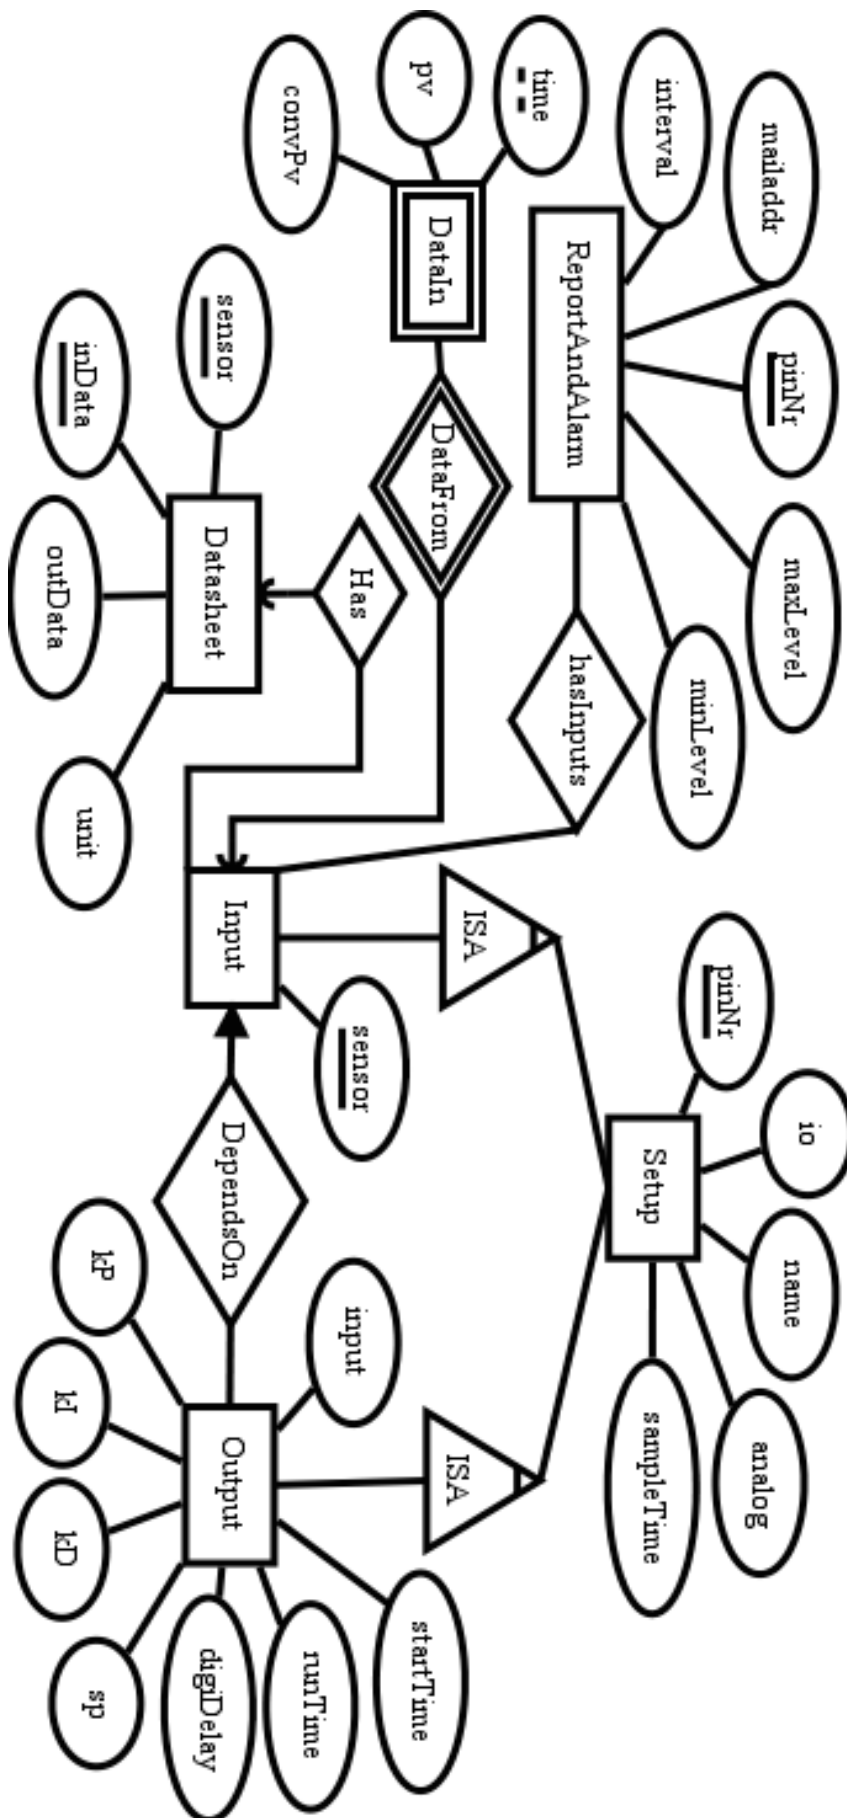 mailaddr
pinNr
maxLevel
io
name
analog
interval
minLevel
pinNr
Setup
sampleTime
ReportAndAlarm
hasInputs
time
pv
DataIn
DataFrom
ISA
ISA
convPv
Has
sensor
input
startTime
runTime
sensor
Datasheet
Input
DependsOn
Output
digiDelay
inData
outData
unit
kP
kI
kD
sp